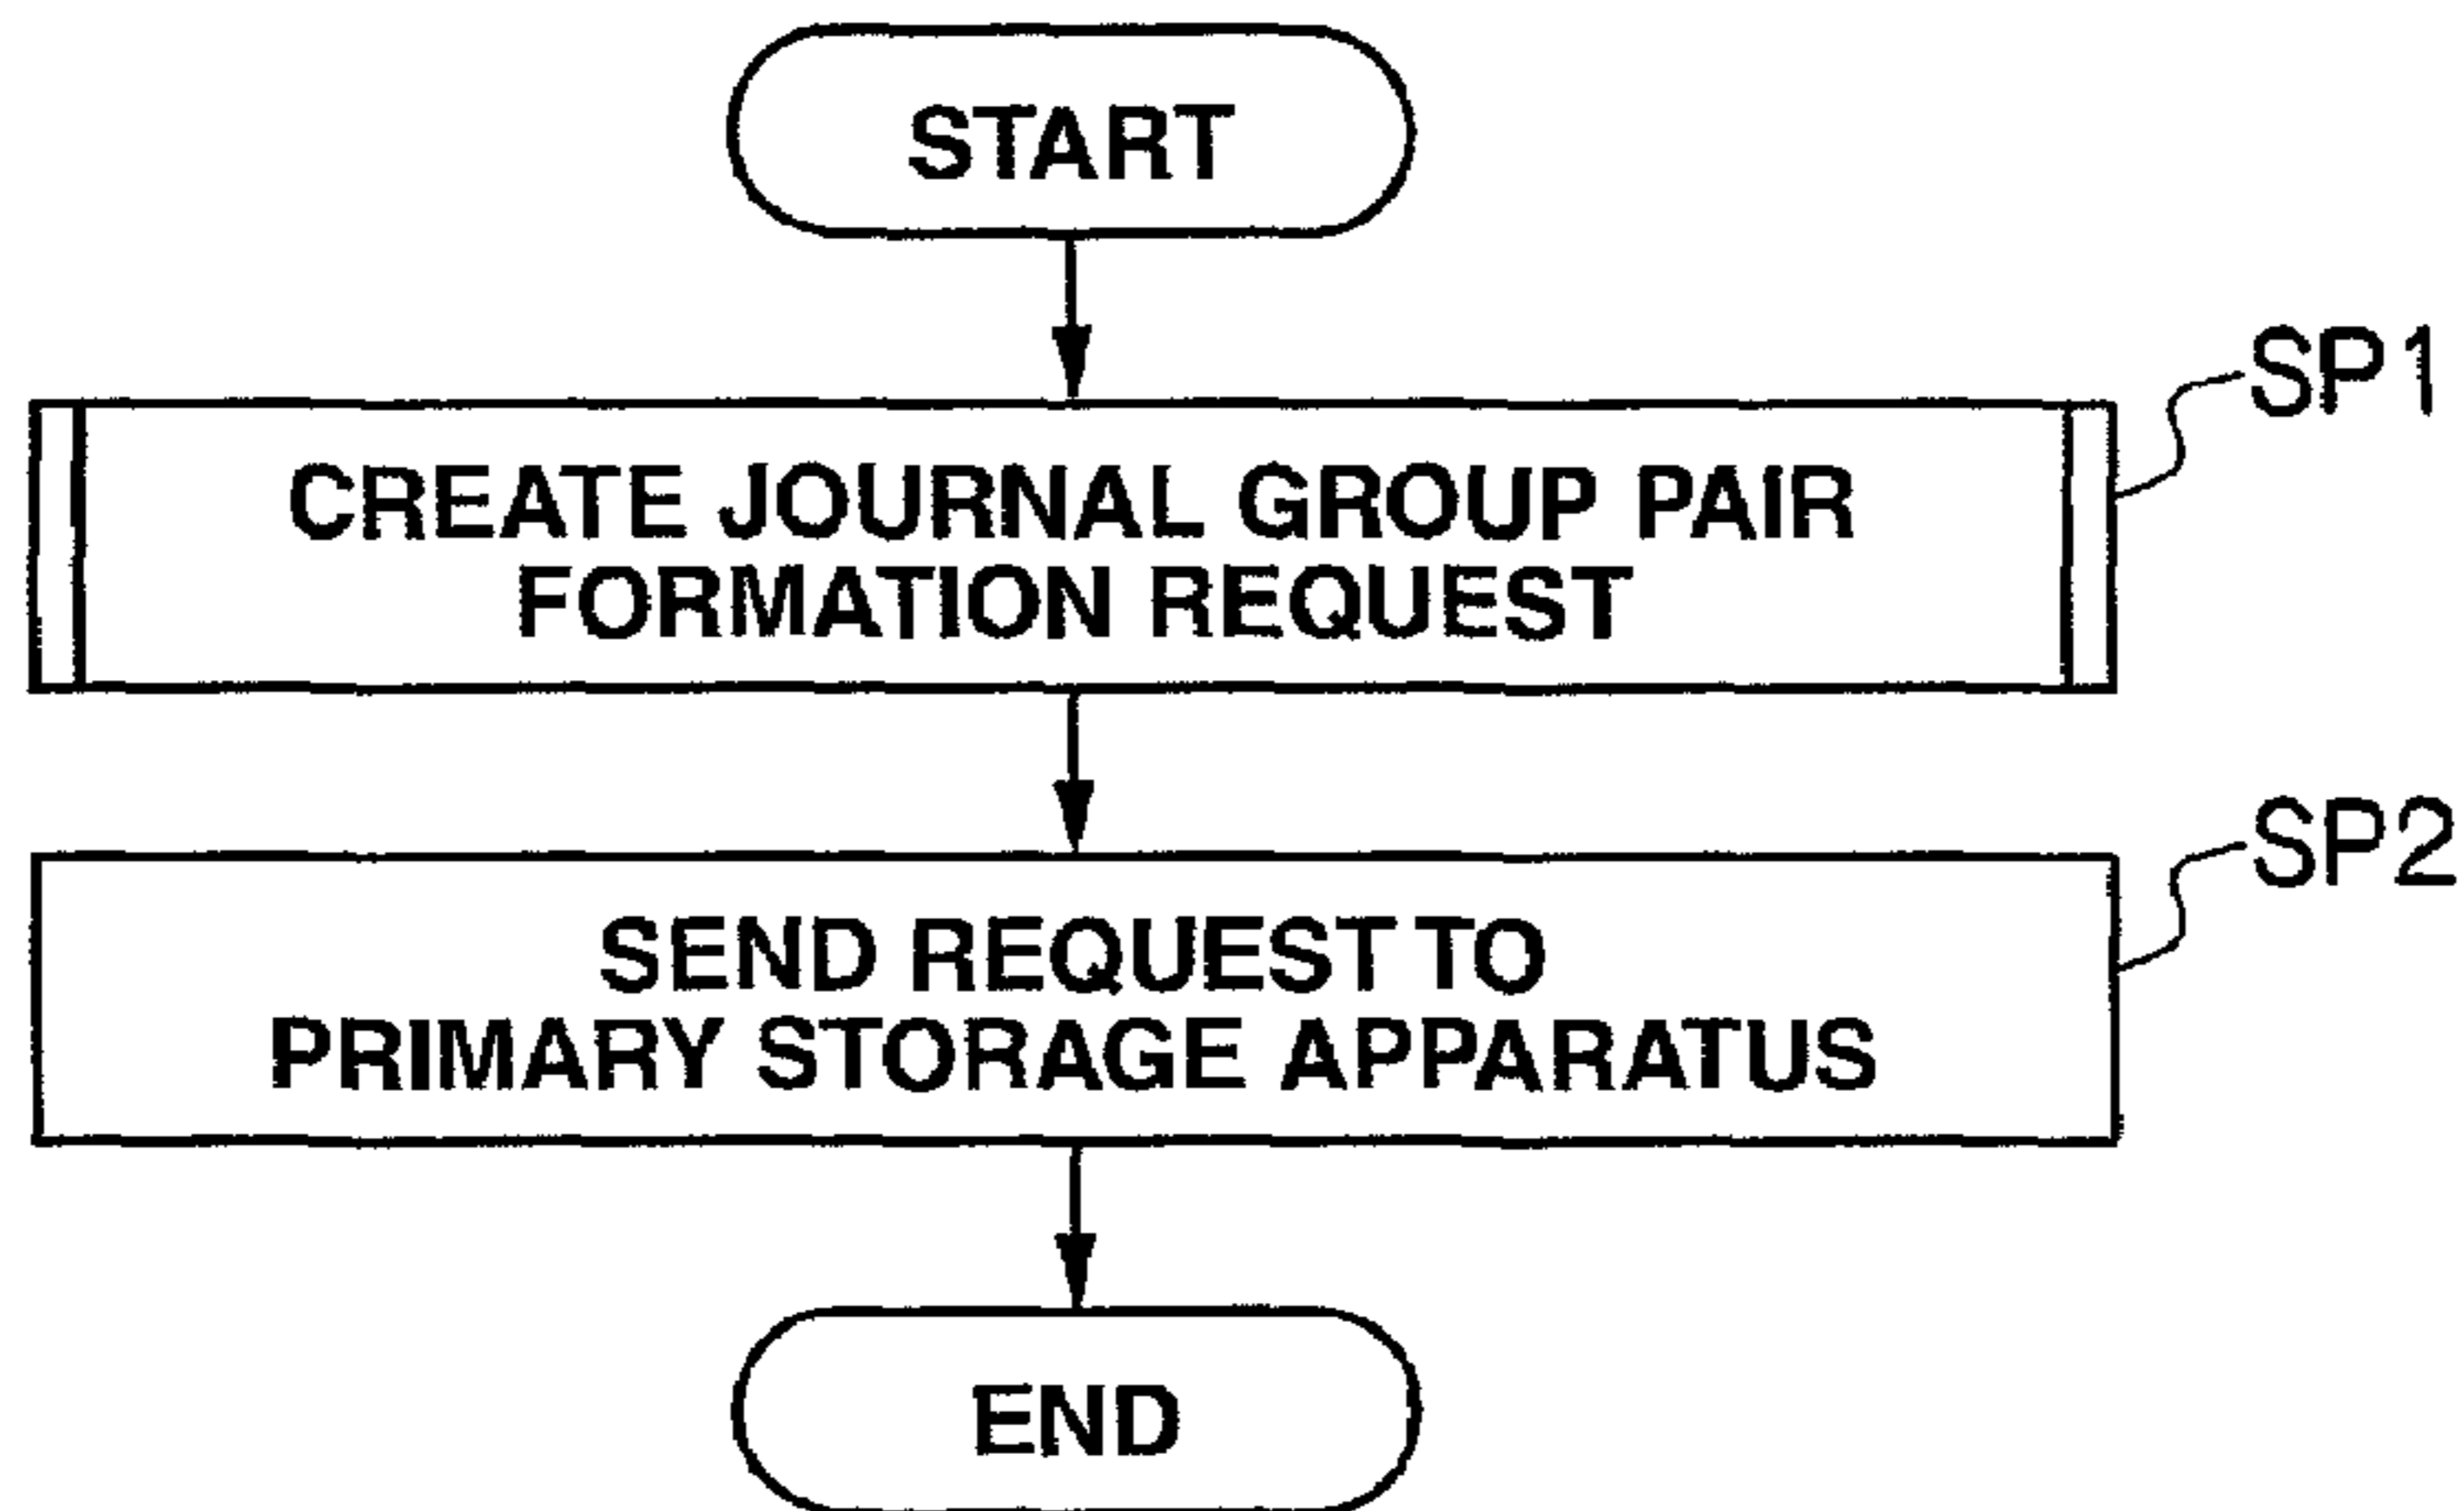 START
SP1
CREATE JOURNAL GROUP PAIR
FORMATION REQUEST
SP2
SEND REQUEST TO
PRIMARY STORAGE APPARATUS
END